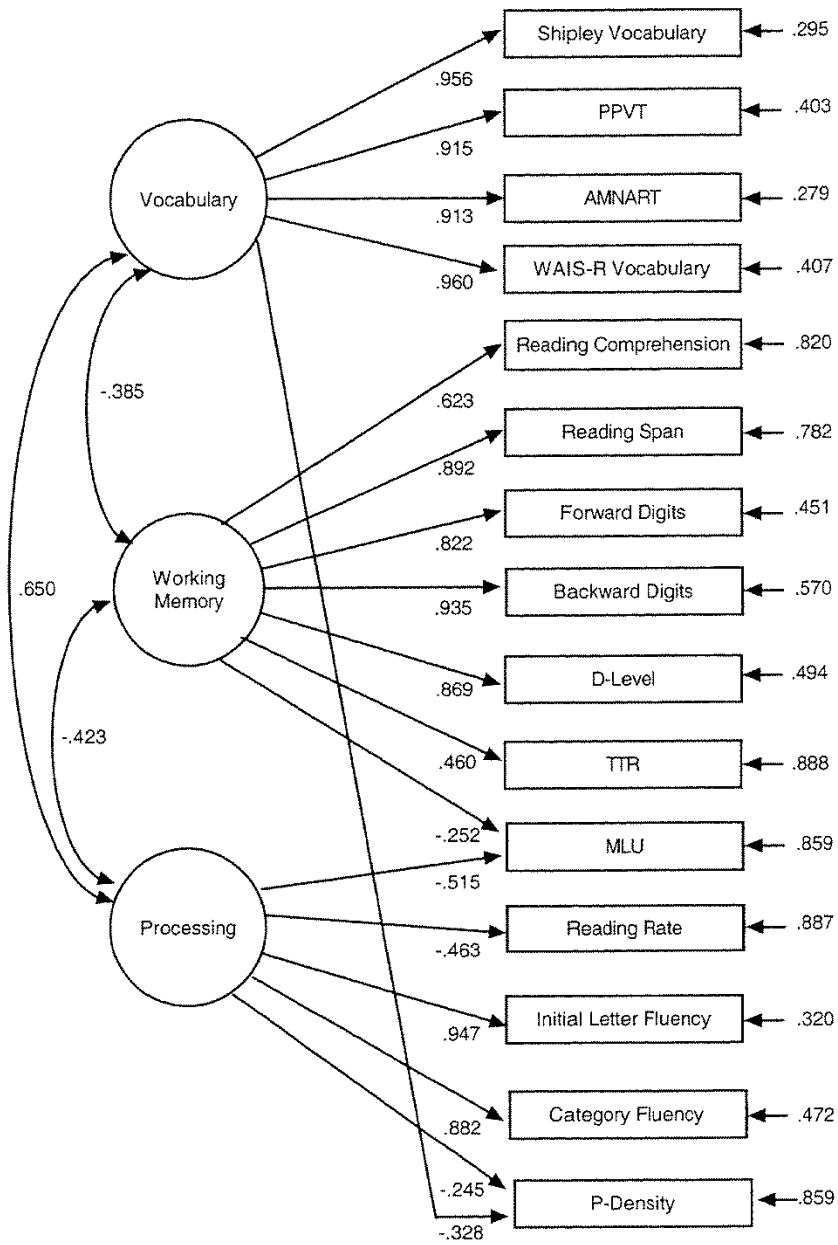 Shipley Vocabulary
.295
.956
PPVT
.403
.915
Vocabulary
AMNART
.279
.913
WAIS-R Vocabulary
.407
.960
Reading Comprehension
.820
-.385
.623
Reading Span
.782
.892
Forward Digits
.451
.822
.650
Working
Memory
Backward Digits
.570
.935
D-Level
.494
.869
-.423
.460
TTR
.888
-.252
MLU
.859
-.515
Processing
Reading Rate
.887
-.463
Initial Letter Fluency
.320
.947
Category Fluency
.472
.882
-.245
P-Density
.859
-.328